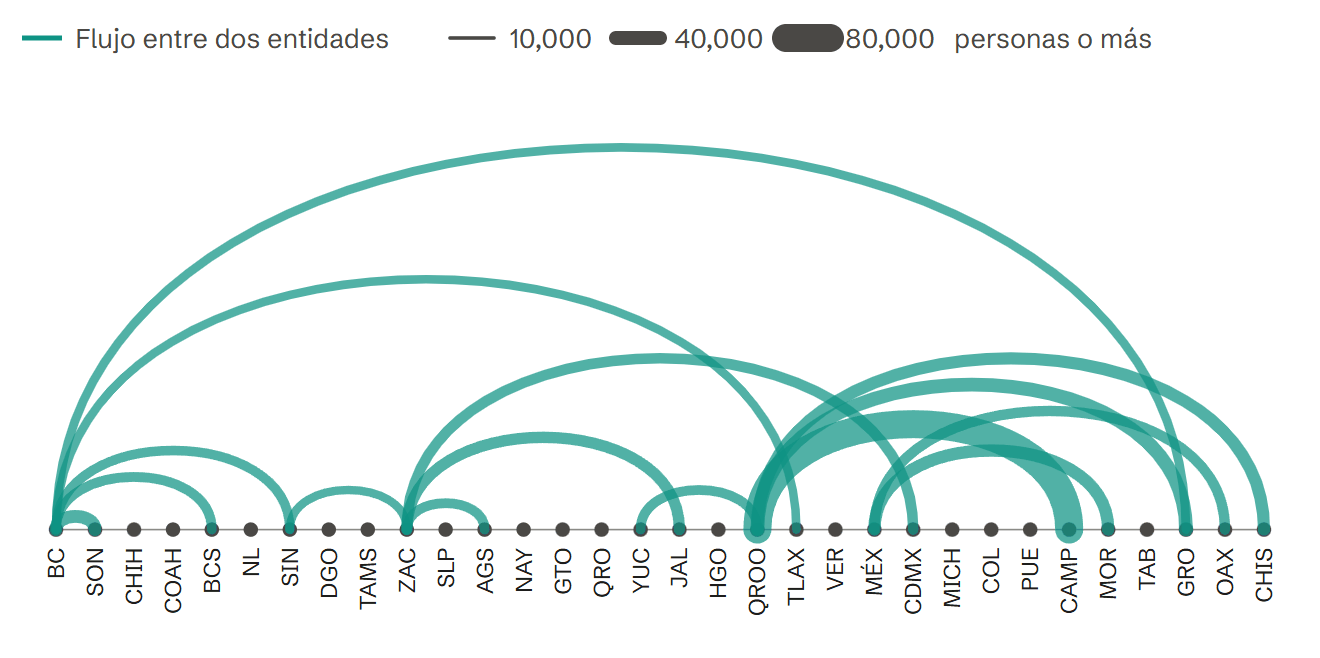 Flujo entre dos entidades 10,000 40,000 80,000 personas o más
BC
SON
CHIH
COAH
BCS
NL
SIN
DGO
TAMS
ZAC
SLP
AGS
NAY
GTO
QRO
YUC
JAL
HGO
QROO
TLAX
VER
MÉX
CDMX
MICH
COL
PUE
CAMP
MOR
TAB
GRO
OAX
CHIS